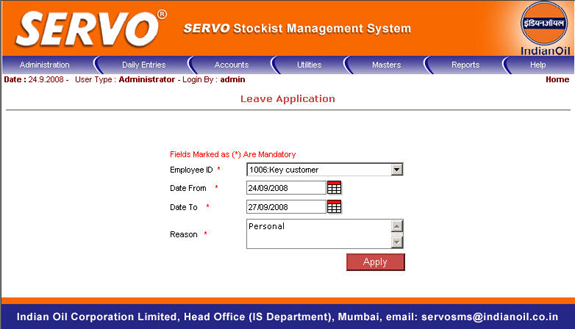 SERVO®
SERVO Stockist Management System
इंडियनऑयल
IndianOil
Administration Daily Entries Accounts Utilities Masters Reports Help
Date : 24.9.2008 - User Type : Administrator - Login By : admin Home
Leave Application
Fields Marked as (*) Are Mandatory
Employee ID * 1006:Key customer
Date From * 24/09/2008
Date To * 27/09/2008
Reason * Personal
Apply
Indian Oil Corporation Limited, Head Office (IS Department), Mumbai, email: servosms@indianoil.co.in